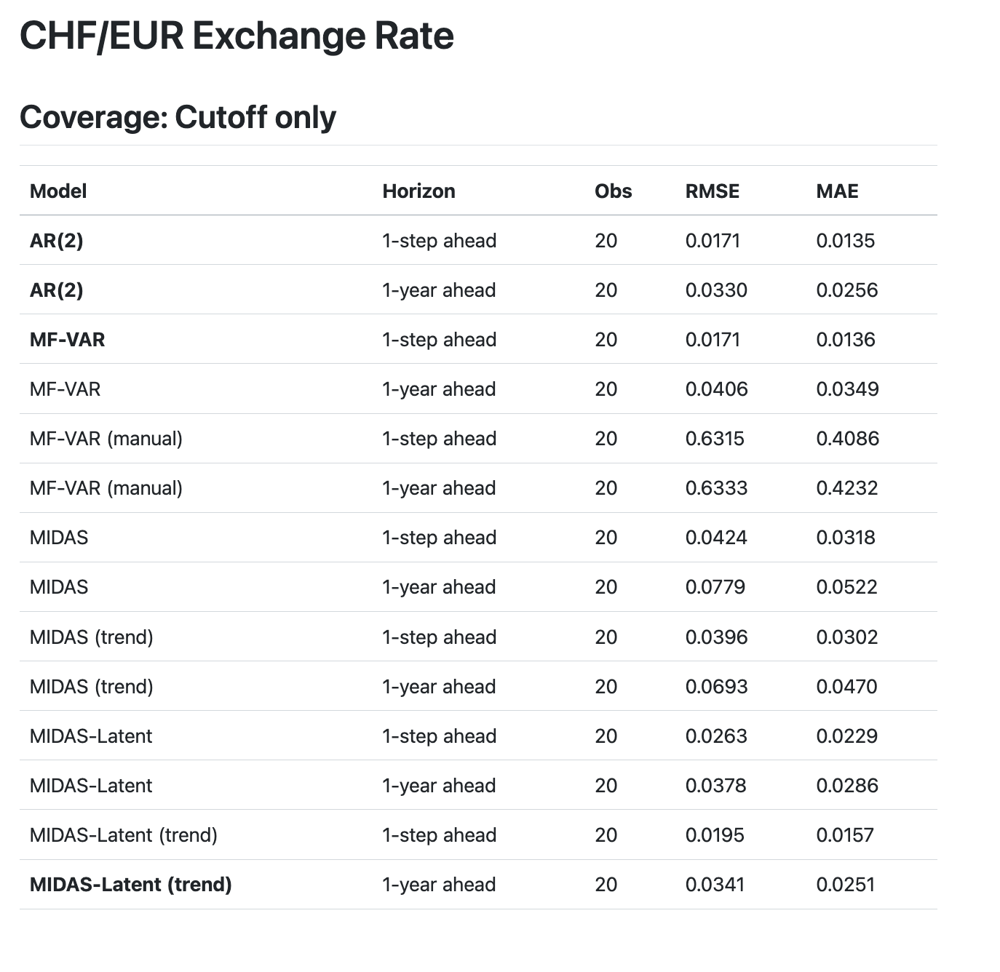 CHF/EUR Exchange Rate
Coverage: Cutoff only
Model Horizon Obs RMSE MAE
AR(2) 1-step ahead 20 0.0171 0.0135
AR(2) 1-year ahead 20 0.0330 0.0256
MF-VAR 1-step ahead 20 0.0171 0.0136
MF-VAR 1-year ahead 20 0.0406 0.0349
MF-VAR (manual) 1-step ahead 20 0.6315 0.4086
MF-VAR (manual) 1-year ahead 20 0.6333 0.4232
MIDAS 1-step ahead 20 0.0424 0.0318
MIDAS 1-year ahead 20 0.0779 0.0522
MIDAS (trend) 1-step ahead 20 0.0396 0.0302
MIDAS (trend) 1-year ahead 20 0.0693 0.0470
MIDAS-Latent 1-step ahead 20 0.0263 0.0229
MIDAS-Latent 1-year ahead 20 0.0378 0.0286
MIDAS-Latent (trend) 1-step ahead 20 0.0195 0.0157
MIDAS-Latent (trend) 1-year ahead 20 0.0341 0.0251